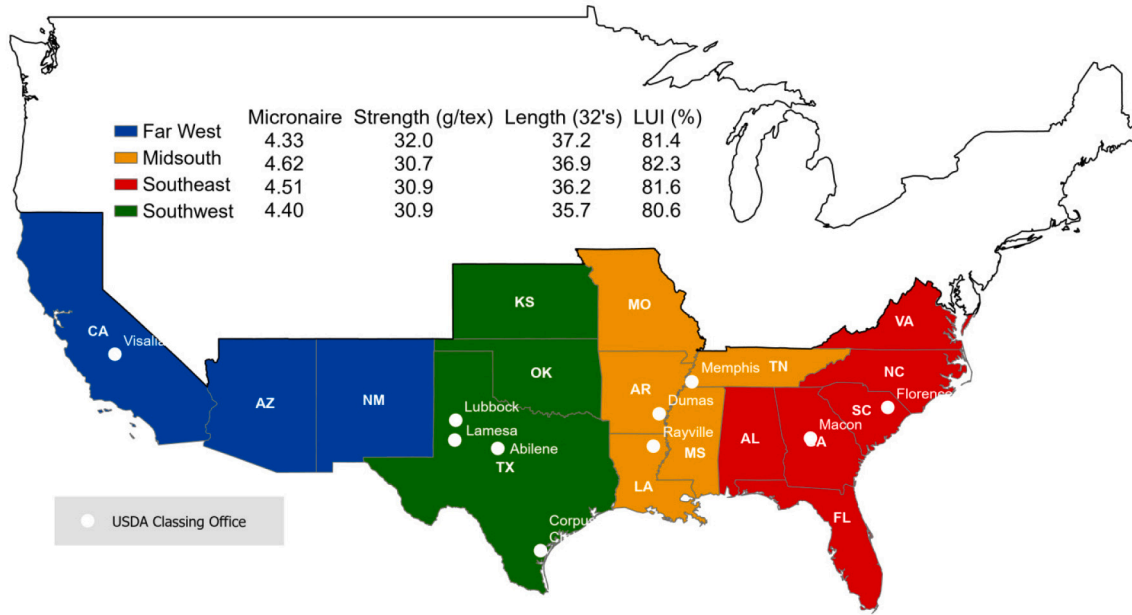 Micronaire Strength (g/tex) Length (32's) LUI (%)
Far West 4.33 32.0 37.2 81.4
Midsouth 4.62 30.7 36.9 82.3
Southeast 4.51 30.9 36.2 81.6
Southwest 4.40 30.9 35.7 80.6
KS
MO
VA
CA
Visalia
Memphis TN
OK
NC
AZ
NM
AR
Dumas
Florence
Lubbock
SC
Lamesa
Rayville
Macon
AL
Abilene
MS
TX
LA
FL
Corpus
USDA Classing Office